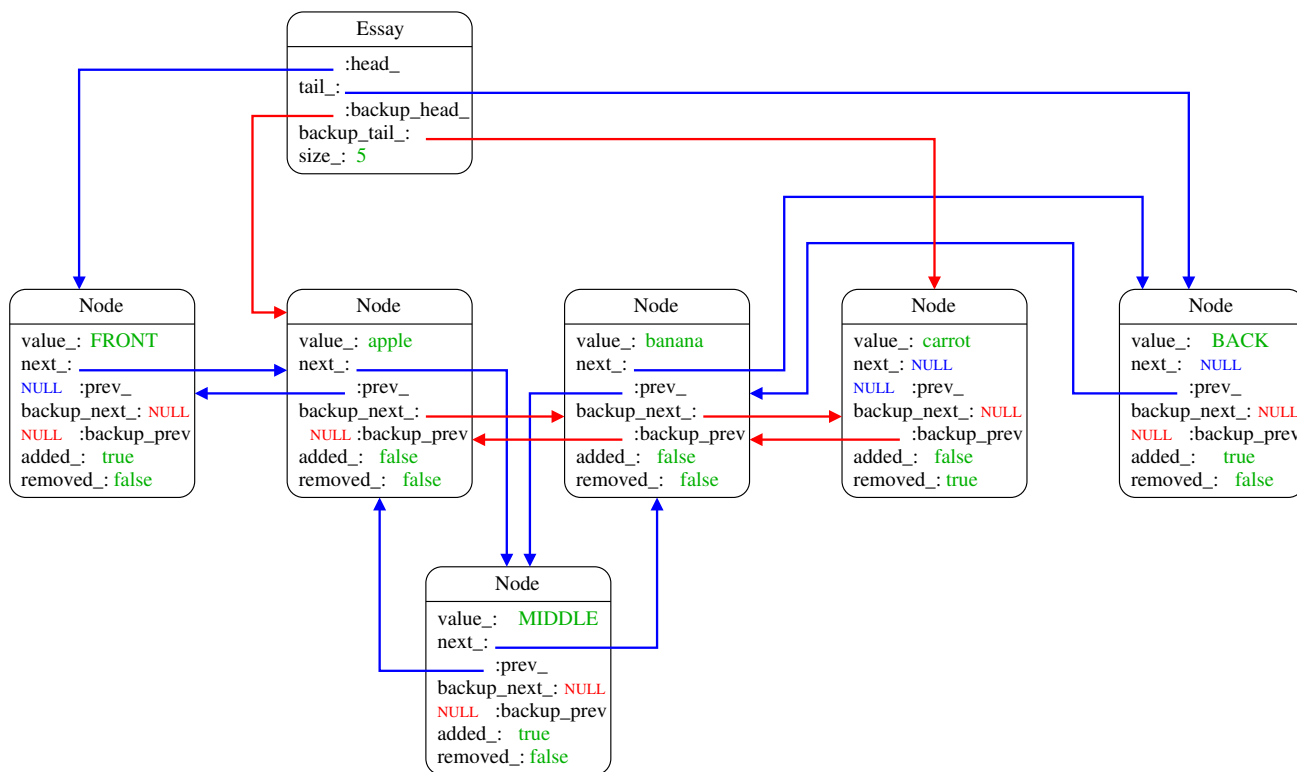 Essay
:head_
tail_:
:backup_head_
backup_tail_:
size_: 5
Node
value_: FRONT
next_:
NULL :prev_
backup_next_: NULL
NULL :backup_prev
added_: true
removed_: false
Node
value_: apple
next_:
:prev_
backup_next_:
NULL :backup_prev
added_: false
removed_: false
Node
value_: banana
next_:
:prev_
backup_next_:
:backup_prev
added_: false
removed_: false
Node
value_: carrot
next_: NULL
NULL :prev_
backup_next_: NULL
:backup_prev
added_: false
removed_: true
Node
value_: BACK
next_: NULL
:prev_
backup_next_: NULL
NULL :backup_prev
added_: true
removed_: false
Node
value_: MIDDLE
next_:
:prev_
backup_next_: NULL
NULL :backup_prev
added_: true
removed_: false